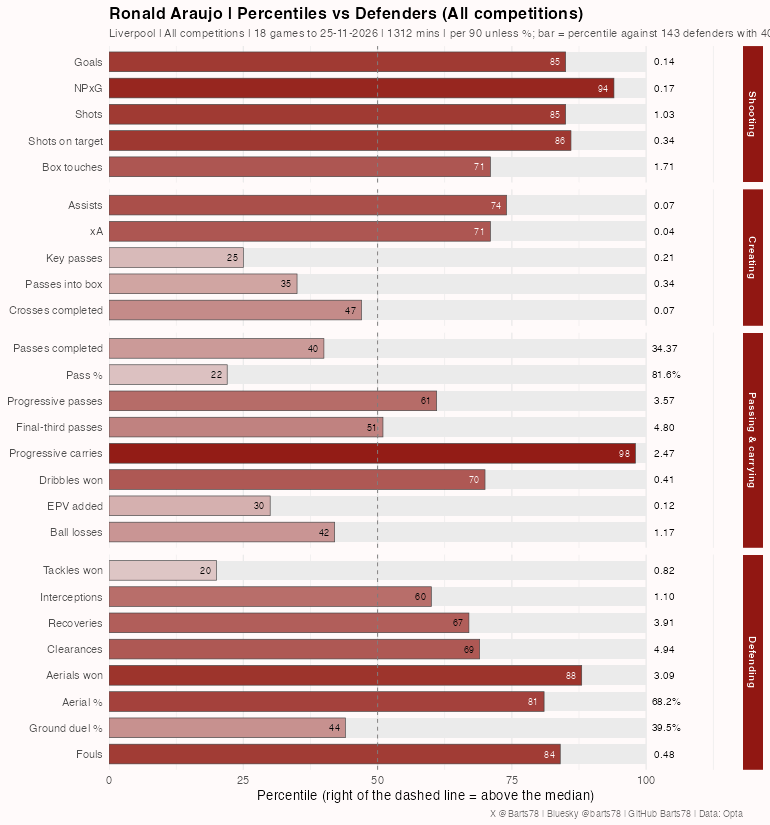 Ronald Araujo | Percentiles vs Defenders (All competitions)
Liverpool | All competitions | 18 games to 25-11-2026 | 1312 mins | per 90 unless %; bar = percentile against 143 defenders with 40
Goals 85 0.14
NPxG 94 0.17
Shots 85 1.03
Shots on target 86 0.34
Box touches 71 1.71
Shooting
Assists 74 0.07
xA 71 0.04
Key passes 25 0.21
Passes into box 35 0.34
Crosses completed 47 0.07
Creating
Passes completed 40 34.37
Pass % 22 81.6%
Progressive passes 61 3.57
Final-third passes 51 4.80
Progressive carries 98 2.47
Dribbles won 70 0.41
EPV added 30 0.12
Ball losses 42 1.17
Passing & carrying
Tackles won 20 0.82
Interceptions 60 1.10
Recoveries 67 3.91
Clearances 69 4.94
Aerials won 88 3.09
Aerial % 81 68.2%
Ground duel % 44 39.5%
Fouls 84 0.48
Defending
0 25 50 75 100
Percentile (right of the dashed line = above the median)
X @Barts78 | Bluesky @barts78 | GitHub Barts78 | Data: Opta